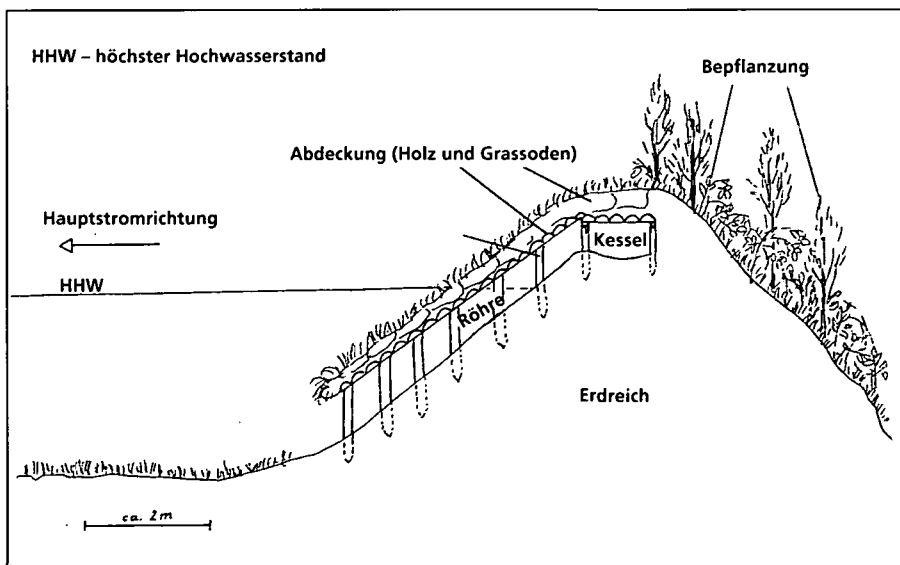 HHW – höchster Hochwasserstand
Bepflanzung
Abdeckung (Holz und Grassoden)
Hauptstromrichtung
Kessel
HHW
Röhre
Erdreich
ca. 2m